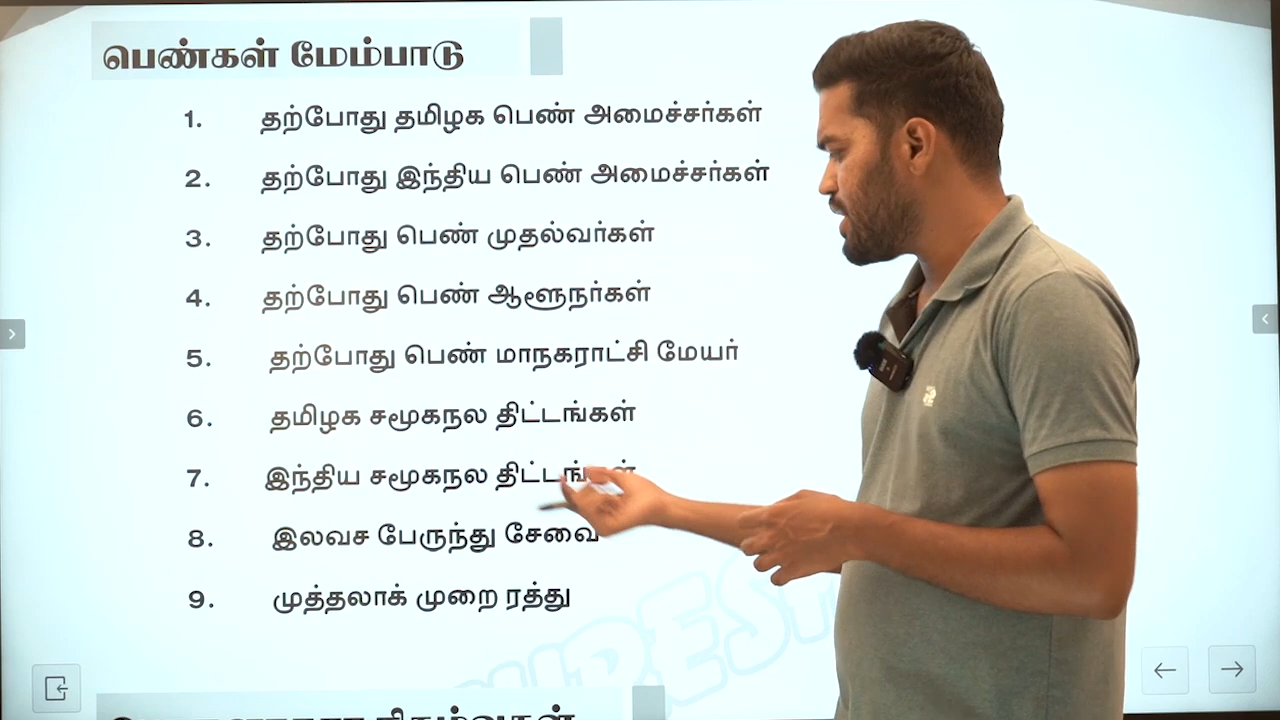 பெண்கள் மேம்பாடு
1. தற்போது தமிழக பெண் அமைச்சர்கள்
2. தற்போது இந்திய பெண் அமைச்சர்கள்
3. தற்போது பெண் முதல்வர்கள்
4. தற்போது பெண் ஆளூநர்கள்
5. தற்போது பெண் மாநகராட்சி மேயர்
6. தமிழக சமூகநல திட்டங்கள்
7. இந்திய சமூகநல
8. இலவச பேருந்து சேவை
9. முத்தலாக் முறை ரத்து